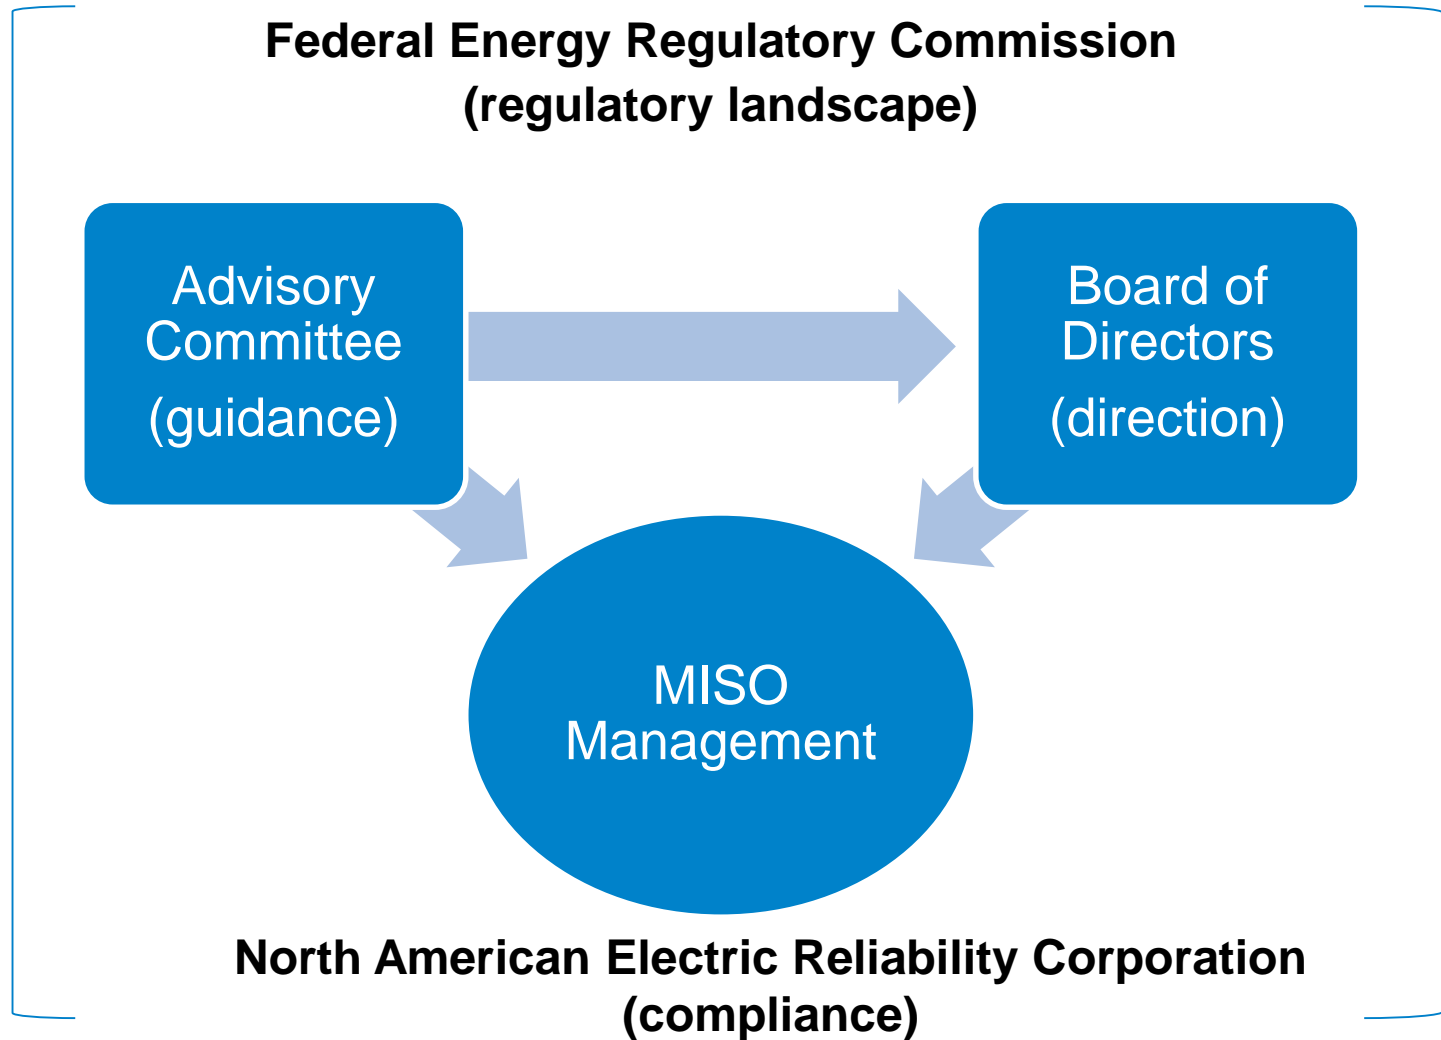 Federal Energy Regulatory Commission
(regulatory landscape)
Advisory
Committee
(guidance)
Board of
Directors
(direction)
MISO
Management
North American Electric Reliability Corporation
(compliance)